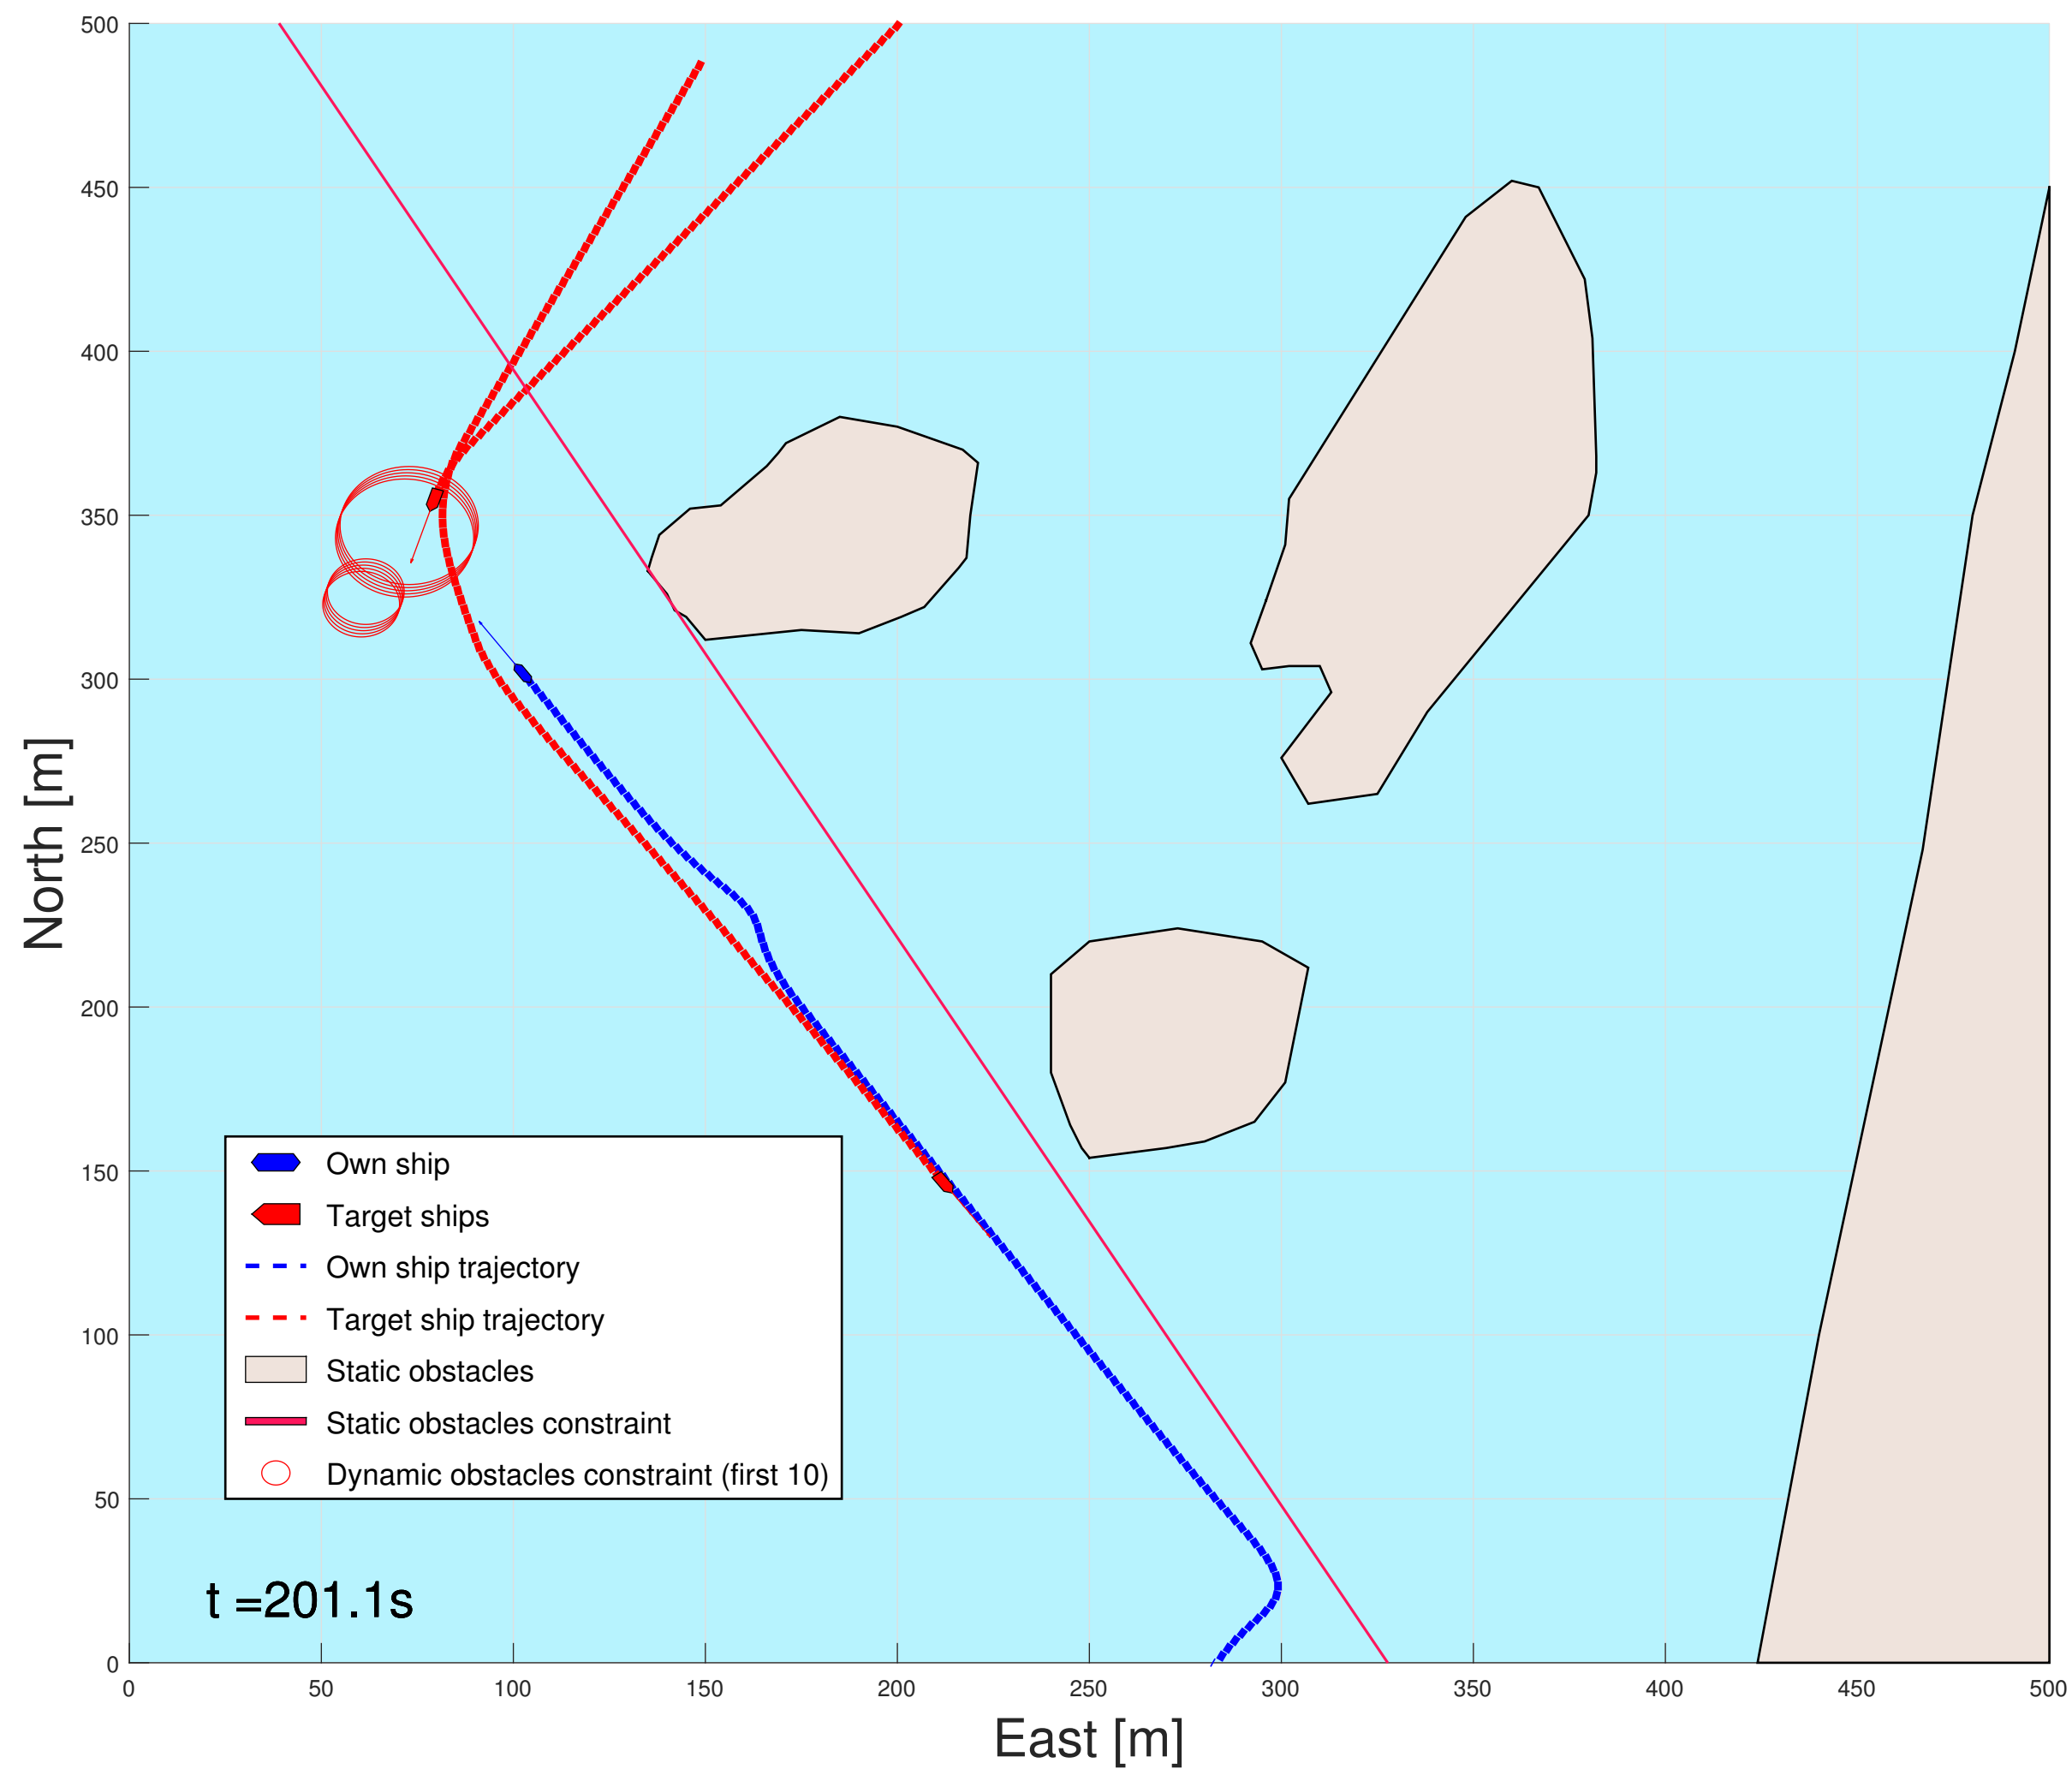 500
450
400
350
300
250
200
150
100
50
0
North [m]
Own ship
Target ships
Own ship trajectory
Target ship trajectory
Static obstacles
Static obstacles constraint
Dynamic obstacles constraint (first 10)
t =201.1s
0 50 100 150 200 250 300 350 400 450 500
East [m]